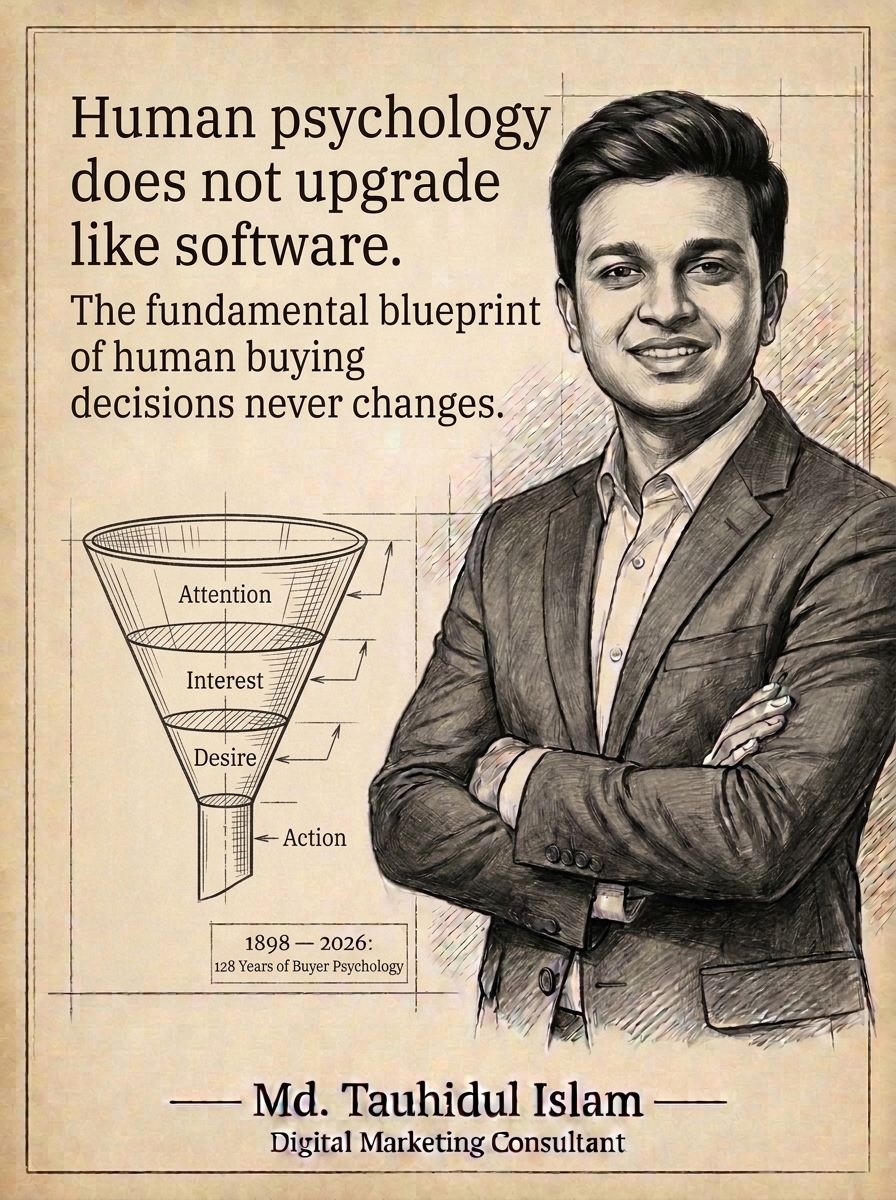 Human psychology
does not upgrade
like software.
The fundamental blueprint
of human buying
decisions never changes.
Attention
Interest
Desire
Action
1898 — 2026:
128 Years of Buyer Psychology
Md. Tauhidul Islam
Digital Marketing Consultant